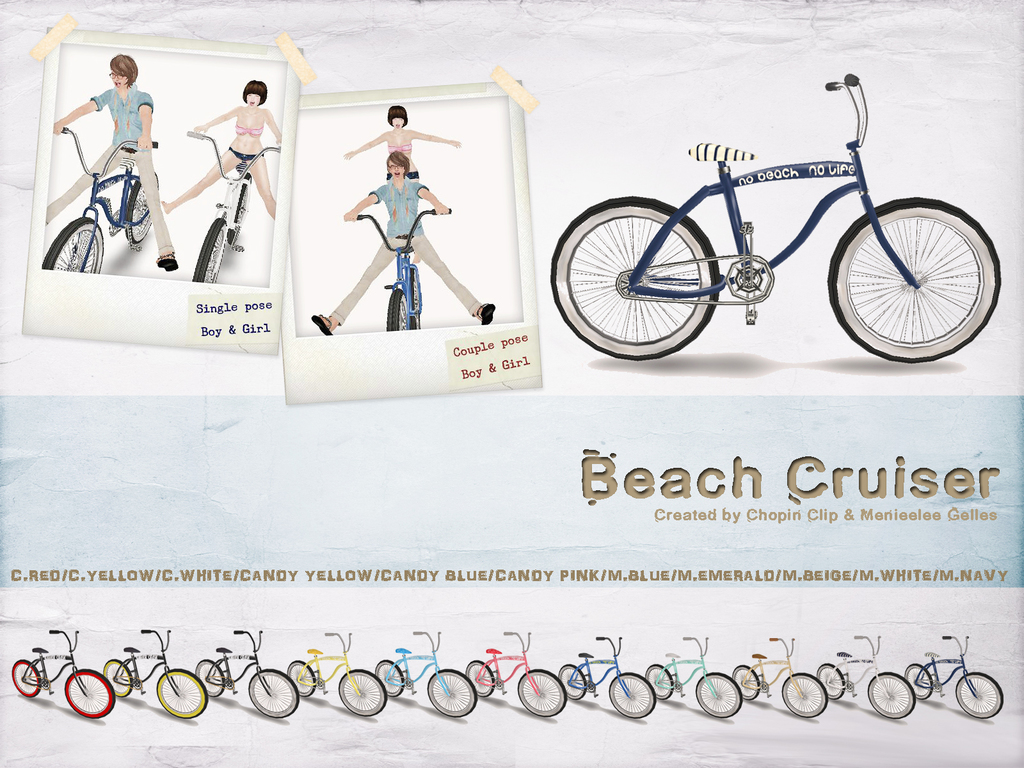 Single pose
Boy & Girl
Couple pose
Boy & Girl
no beach no life
Beach Cruiser
Created by Chopin Clip & Menieelee Gelles
C.RED/C.YELLOW/C.WHITE/CANDY YELLOW/CANDY BLUE/CANDY PINK/M.BLUE/M.EMERALD/M.BEIGE/M.WHITE/M.NAVY